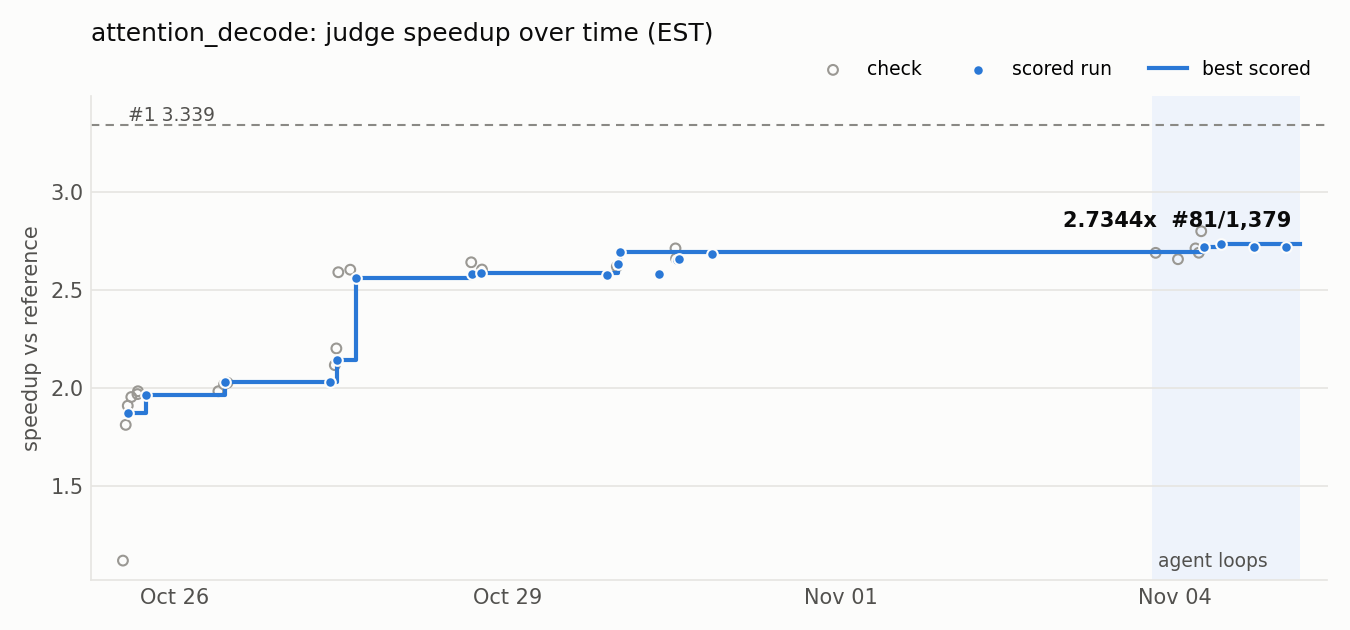 attention_decode: judge speedup over time (EST)
check
scored run
best scored
#1 3.339
3.0
2.7344x #81/1,379
2.5
2.0
1.5
speedup vs reference
agent loops
Oct 26
Oct 29
Nov 01
Nov 04